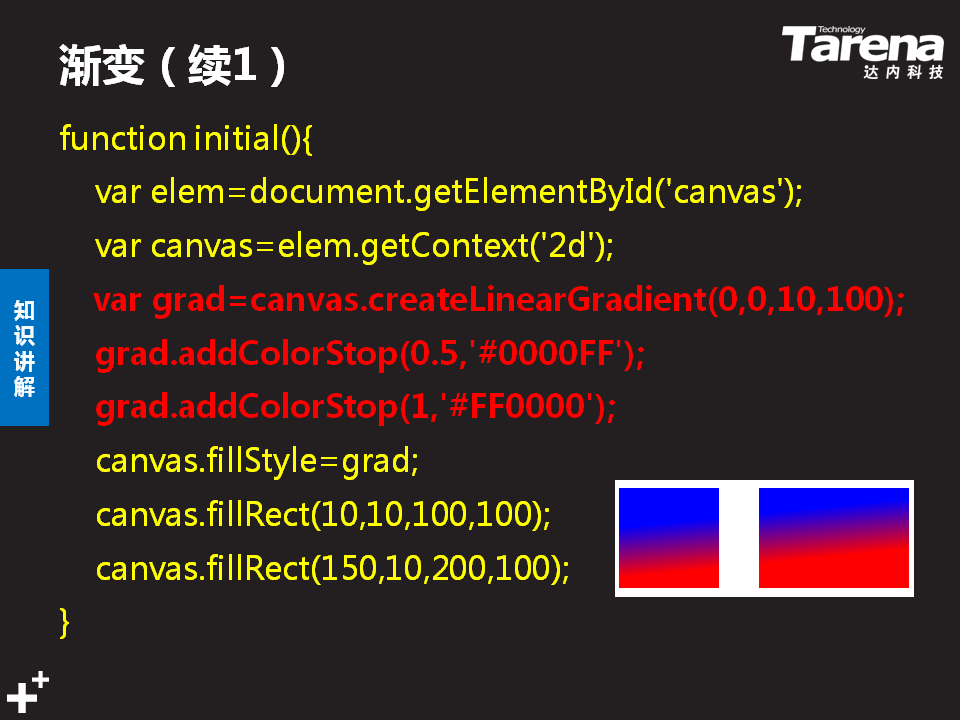 渐变（续1）
Technology
Tarena
达内科技
function initial(){
var elem=document.getElementById('canvas');
var canvas=elem.getContext('2d');
var grad=canvas.createLinearGradient(0,0,10,100);
grad.addColorStop(0.5,'#0000FF');
grad.addColorStop(1,'#FF0000');
canvas.fillStyle=grad;
canvas.fillRect(10,10,100,100);
canvas.fillRect(150,10,200,100);
}
知识讲解